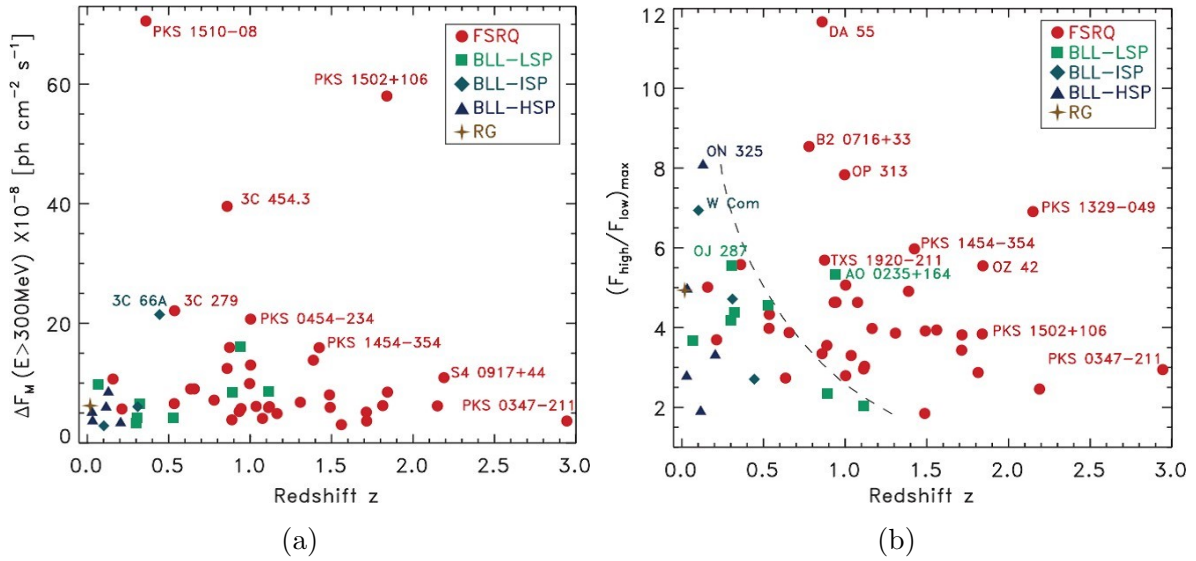 PKS 1510−08
PKS 1502+106
3C 454.3
3C 66A
3C 279
PKS 0454−234
PKS 1454−354
S4 0917+44
PKS 0347−211
FSRQ
BLL−LSP
BLL−ISP
BLL−HSP
RG
60
40
20
0
0.0 0.5 1.0 1.5 2.0 2.5 3.0
Redshift z
ΔF_M (E>300MeV) X10^-8 [ph cm^-2 s^-1]
(a)
12
10
8
6
4
2
DA 55
B2 0716+33
ON 325
OP 313
W Com
PKS 1329−049
OJ 287
PKS 1454−354
TXS 1920−211
OZ 42
AO 0235+164
PKS 1502+106
PKS 0347−211
FSRQ
BLL−LSP
BLL−ISP
BLL−HSP
RG
0.0 0.5 1.0 1.5 2.0 2.5 3.0
Redshift z
(F_high/F_low)_max
(b)